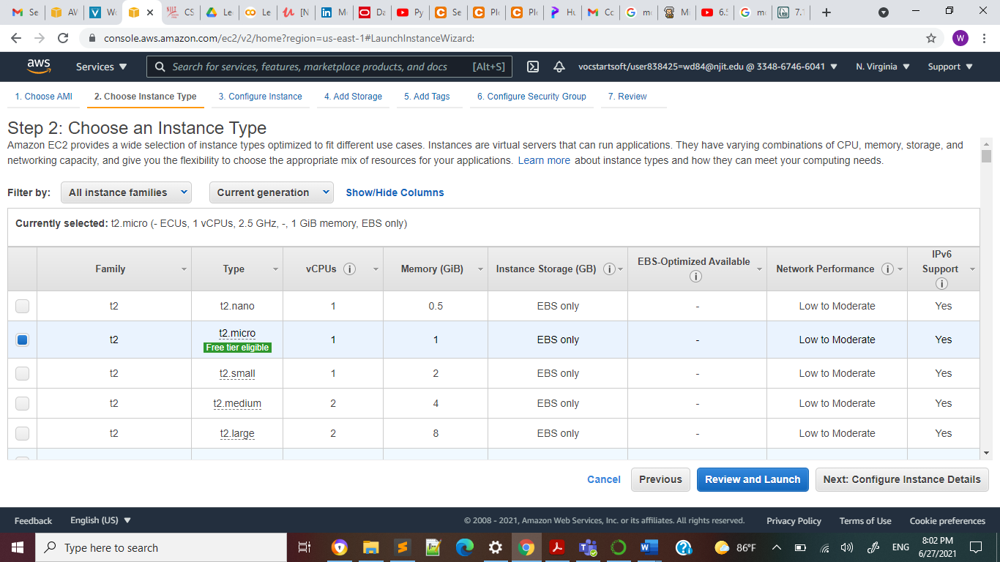 Se
AV
Wo
CS
Le
Le
[N
M
Da
Py
Se
Ple
Ple
Hu
Co
mo
Mi
6.5
mo
7.1
console.aws.amazon.com/ec2/v2/home?region=us-east-1#LaunchInstanceWizard:
W
aws
Services
Search for services, features, marketplace products, and docs
[Alt+S]
vocstartsoft/user838425=wd84@njit.edu @ 3348-6746-6041
N. Virginia
Support
1. Choose AMI
2. Choose Instance Type
3. Configure Instance
4. Add Storage
5. Add Tags
6. Configure Security Group
7. Review
Step 2: Choose an Instance Type
Amazon EC2 provides a wide selection of instance types optimized to fit different use cases. Instances are virtual servers that can run applications. They have varying combinations of CPU, memory, storage, and
networking capacity, and give you the flexibility to choose the appropriate mix of resources for your applications. Learn more about instance types and how they can meet your computing needs.
Filter by: All instance families Current generation Show/Hide Columns
Currently selected: t2.micro (- ECUs, 1 vCPUs, 2.5 GHz, -, 1 GiB memory, EBS only)
Family Type vCPUs Memory (GiB) Instance Storage (GB) EBS-Optimized Available Network Performance IPv6 Support
t2 t2.nano 1 0.5 EBS only - Low to Moderate Yes
t2 t2.micro 1 1 EBS only - Low to Moderate Yes
Free tier eligible
t2 t2.small 1 2 EBS only - Low to Moderate Yes
t2 t2.medium 2 4 EBS only - Low to Moderate Yes
t2 t2.large 2 8 EBS only - Low to Moderate Yes
Cancel Previous Review and Launch Next: Configure Instance Details
Feedback English (US) © 2008 - 2021, Amazon Web Services, Inc. or its affiliates. All rights reserved. Privacy Policy Terms of Use Cookie preferences
Type here to search
86°F
ENG
8:02 PM
6/27/2021